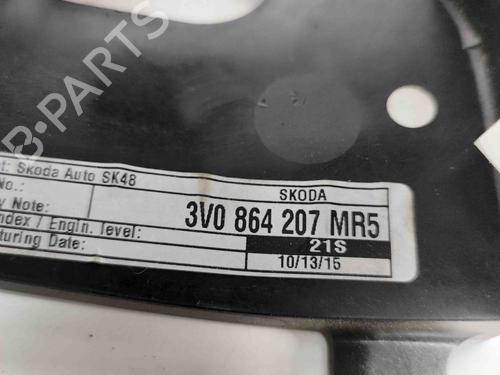 B-PARTS
t: Skoda Auto SK48
No.: SKODA
y Note: 3V0 864 207 MR5
Index / Engin. level: 21S
turing Date: 10/13/15